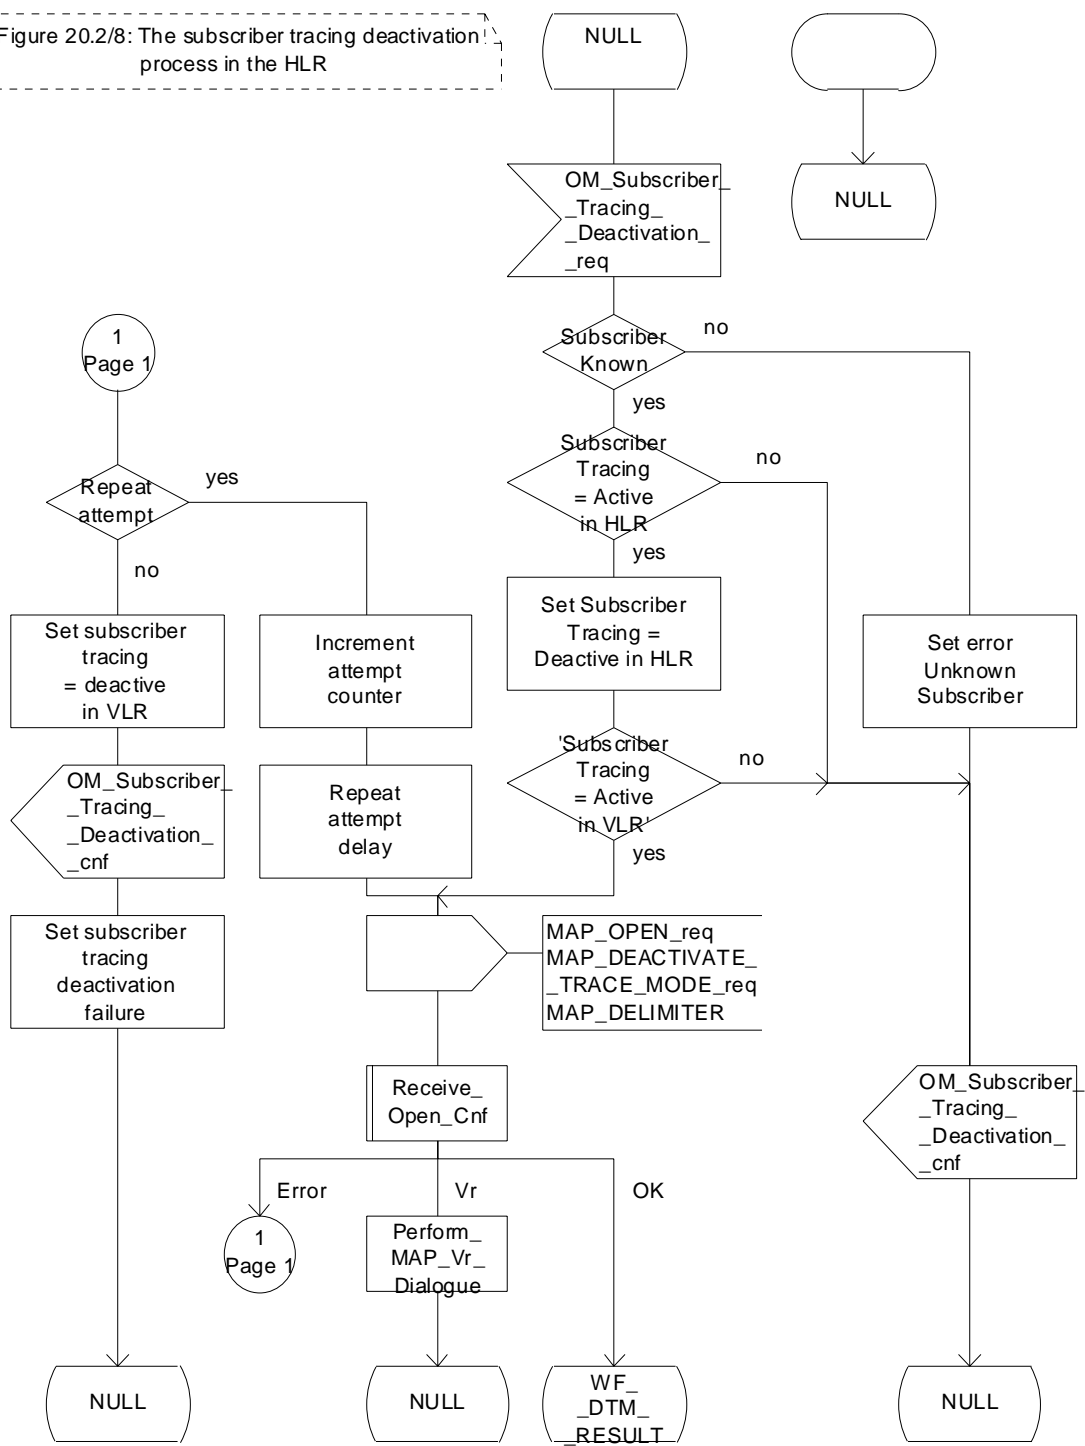 Figure 20.2/8: The subscriber tracing deactivation
process in the HLR
NULL
NULL
OM_Subscriber_
_Tracing_
_Deactivation_
_req
Subscriber
Known
no
yes
1
Page 1
Subscriber
Tracing
= Active
in HLR
no
yes
Repeat
attempt
yes
no
Set Subscriber
Tracing =
Deactive in HLR
Set subscriber
tracing
= deactive
in VLR
Increment
attempt
counter
Set error
Unknown
Subscriber
'Subscriber
Tracing
= Active
in VLR'
no
yes
OM_Subscriber_
_Tracing_
_Deactivation_
_cnf
Repeat
attempt
delay
Set subscriber
tracing
deactivation
failure
MAP_OPEN_req
MAP_DEACTIVATE_
_TRACE_MODE_req
MAP_DELIMITER
Receive_
Open_Cnf
OM_Subscriber_
_Tracing_
_Deactivation_
_cnf
Error
Vr
OK
1
Page 1
Perform_
MAP_Vr_
Dialogue
NULL
NULL
WF_
_DTM_
_RESULT
NULL